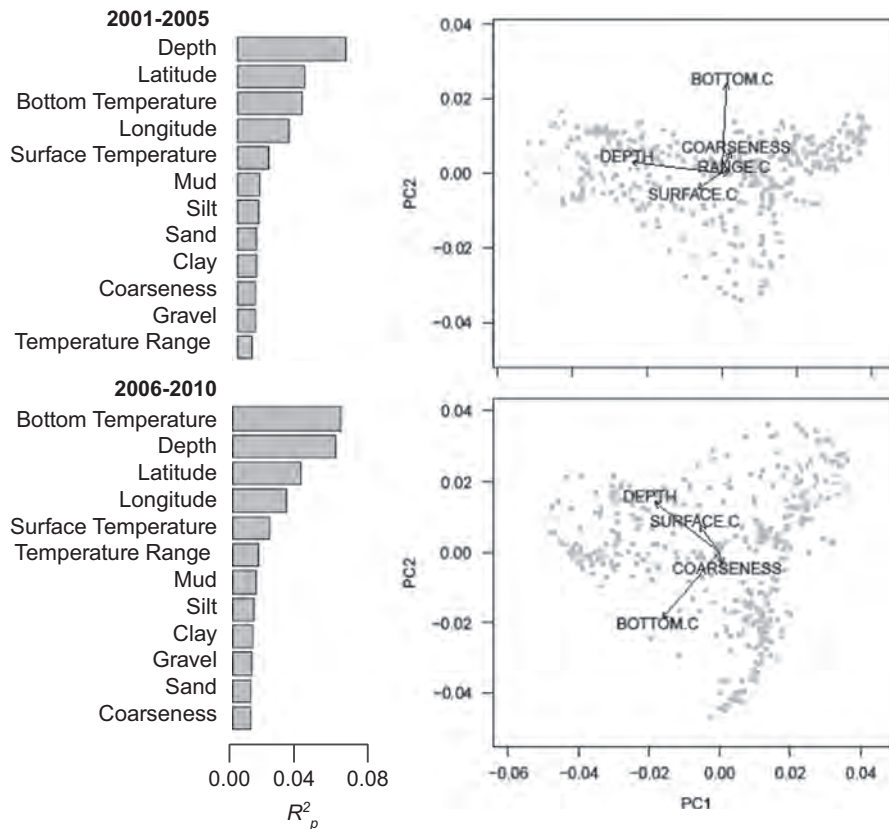 2001-2005
Depth
Latitude
Bottom Temperature
Longitude
Surface Temperature
Mud
Silt
Sand
Clay
Coarseness
Gravel
Temperature Range
0.04
0.02
0.00
−0.02
−0.04
PC2
BOTTOM.C
COARSENESS
DEPTH
RANGE.C
SURFACE.C
2006-2010
Bottom Temperature
Depth
Latitude
Longitude
Surface Temperature
Temperature Range
Mud
Silt
Clay
Gravel
Sand
Coarseness
0.00 0.04 0.08
R²p
0.04
0.02
0.00
−0.02
−0.04
PC2
DEPTH
SURFACE.C
COARSENESS
BOTTOM.C
−0.06 −0.04 −0.02 0.00 0.02 0.04
PC1